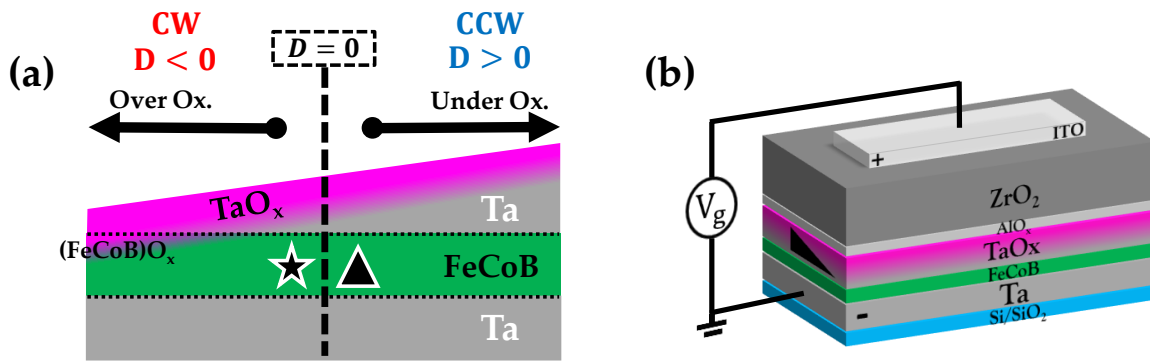 (a)
CW
D < 0
D = 0
CCW
D > 0
Over Ox.
Under Ox.
TaOₓ
Ta
(FeCoB)Oₓ
FeCoB
Ta
(b)
V_g
+
ITO
ZrO₂
AlOₓ
TaOx
FeCoB
Ta
-
Si/SiO₂